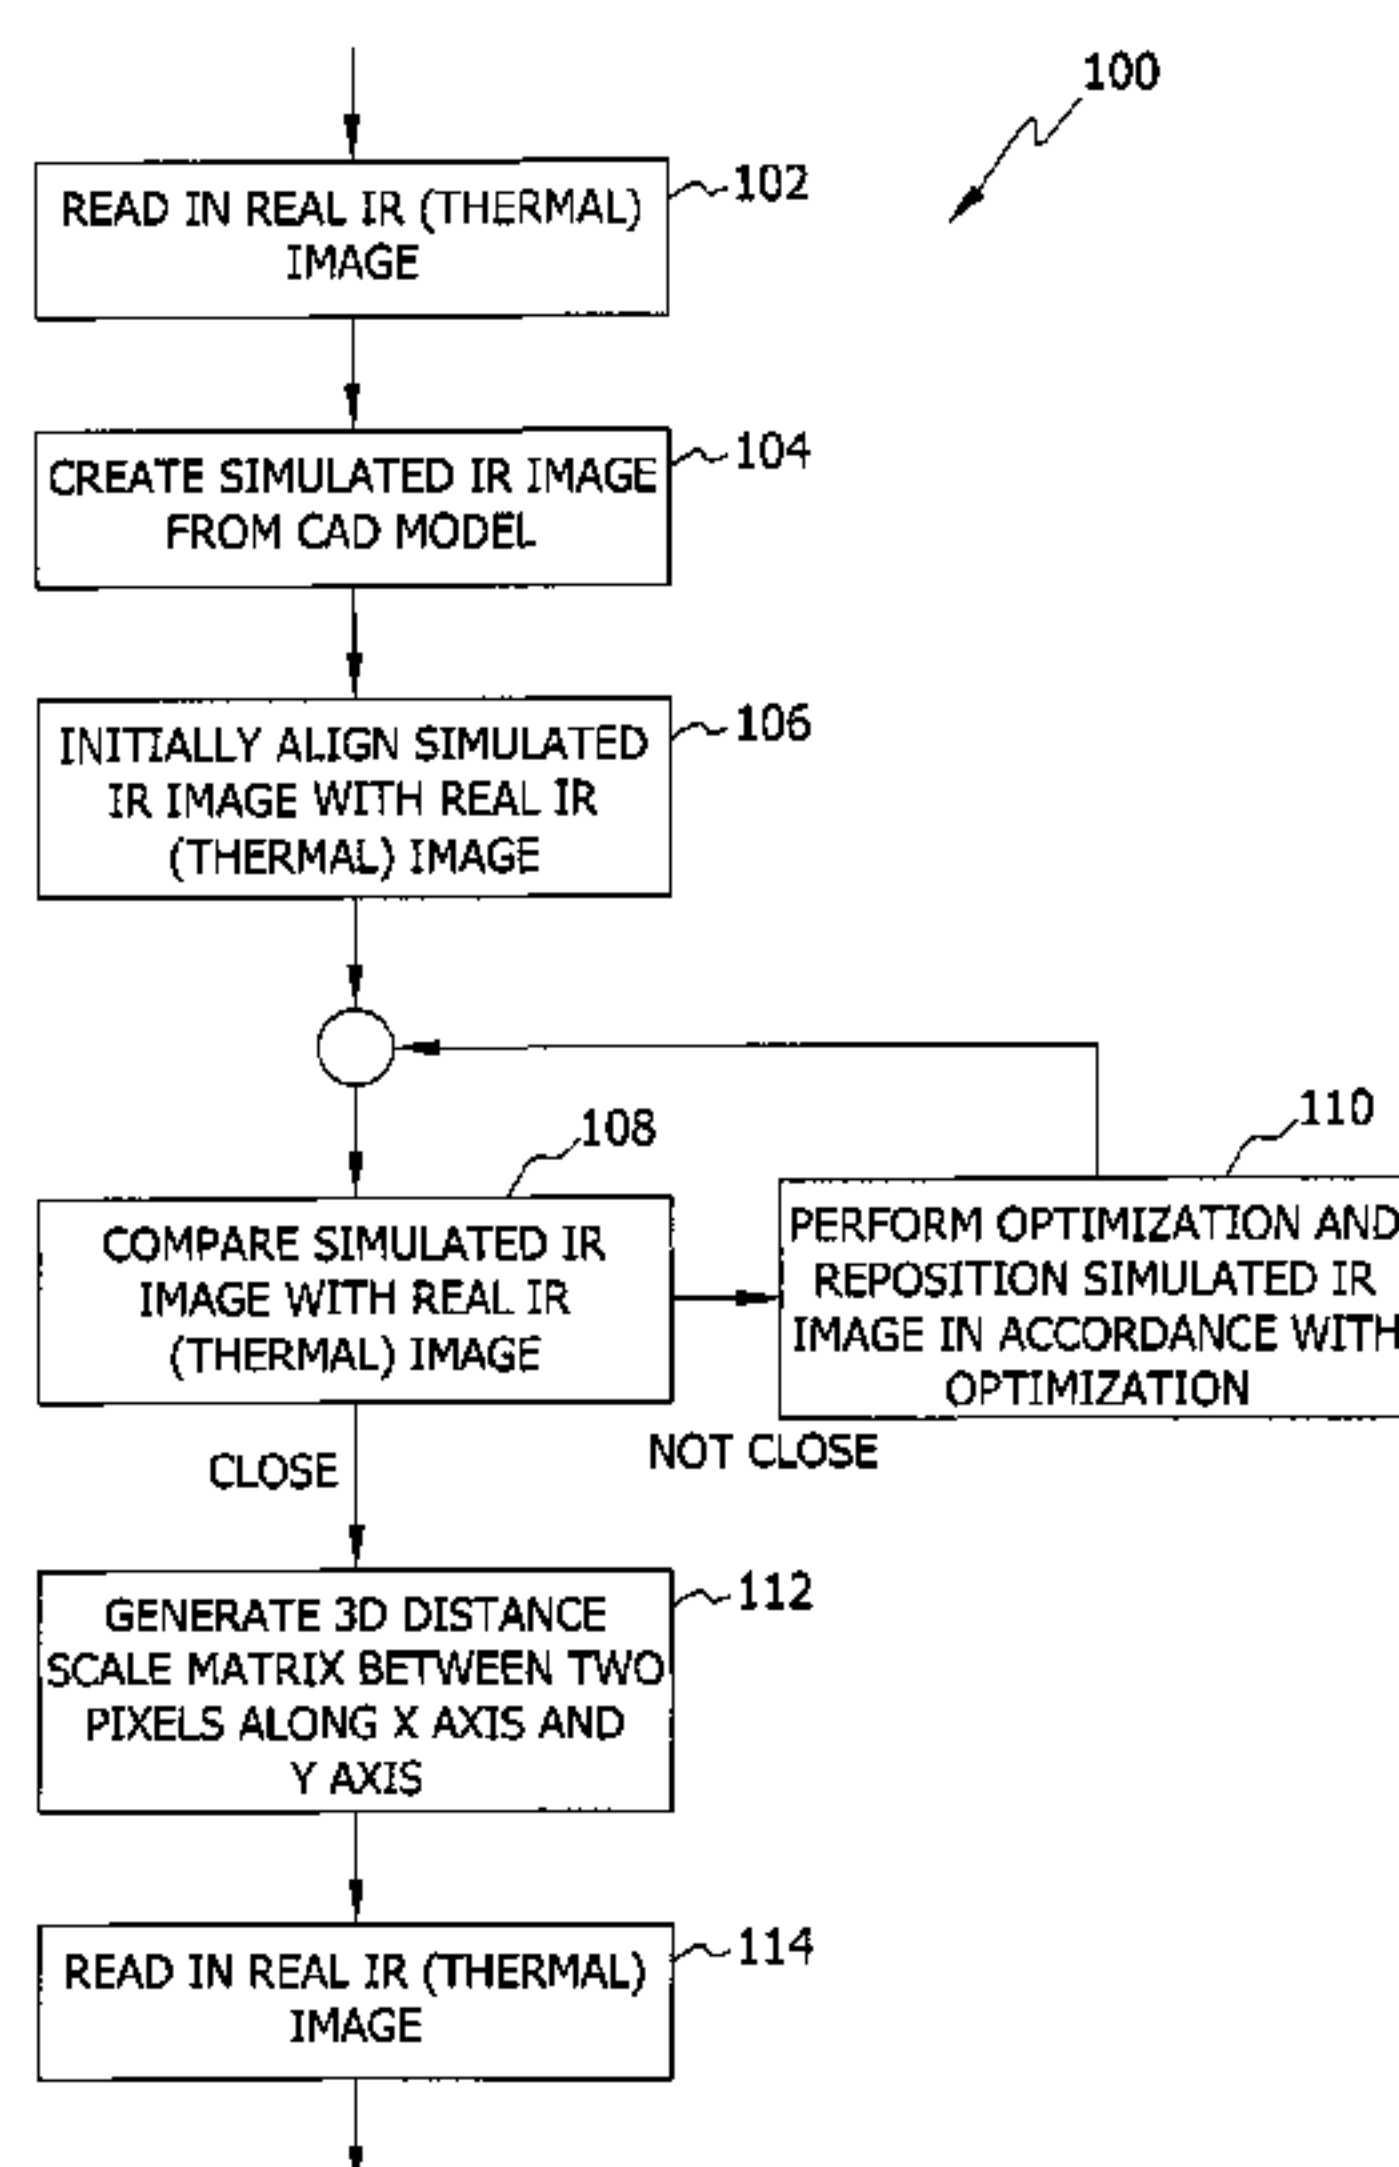 100
102
READ IN REAL IR (THERMAL)
IMAGE
104
CREATE SIMULATED IR IMAGE
FROM CAD MODEL
106
INITIALLY ALIGN SIMULATED
IR IMAGE WITH REAL IR
(THERMAL) IMAGE
108
COMPARE SIMULATED IR
IMAGE WITH REAL IR
(THERMAL) IMAGE
110
PERFORM OPTIMIZATION AND
REPOSITION SIMULATED IR
IMAGE IN ACCORDANCE WITH
OPTIMIZATION
NOT CLOSE
CLOSE
112
GENERATE 3D DISTANCE
SCALE MATRIX BETWEEN TWO
PIXELS ALONG X AXIS AND
Y AXIS
114
READ IN REAL IR (THERMAL)
IMAGE